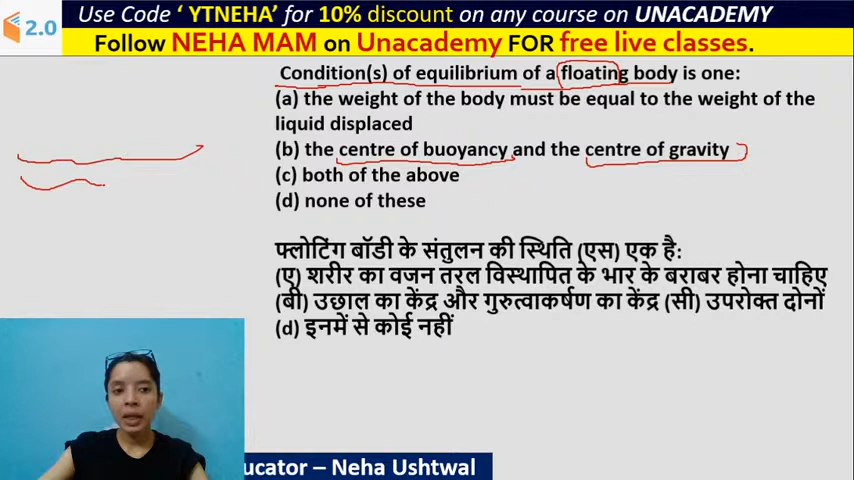 Use Code ‘ YTNEHA’ for 10% discount on any course on UNACADEMY
2.0
Follow NEHA MAM on Unacademy FOR free live classes.
Condition(s) of equilibrium of a floating body is one:
(a) the weight of the body must be equal to the weight of the
liquid displaced
(b) the centre of buoyancy and the centre of gravity
(c) both of the above
(d) none of these
फ्लोटिंग बॉडी के संतुलन की स्थिति (एस) एक है:
(ए) शरीर का वजन तरल विस्थापित के भार के बराबर होना चाहिए
(बी) उछाल का केंद्र और गुरुत्वाकर्षण का केंद्र (सी) उपरोक्त दोनों
(d) इनमें से कोई नहीं
ucator – Neha Ushtwal